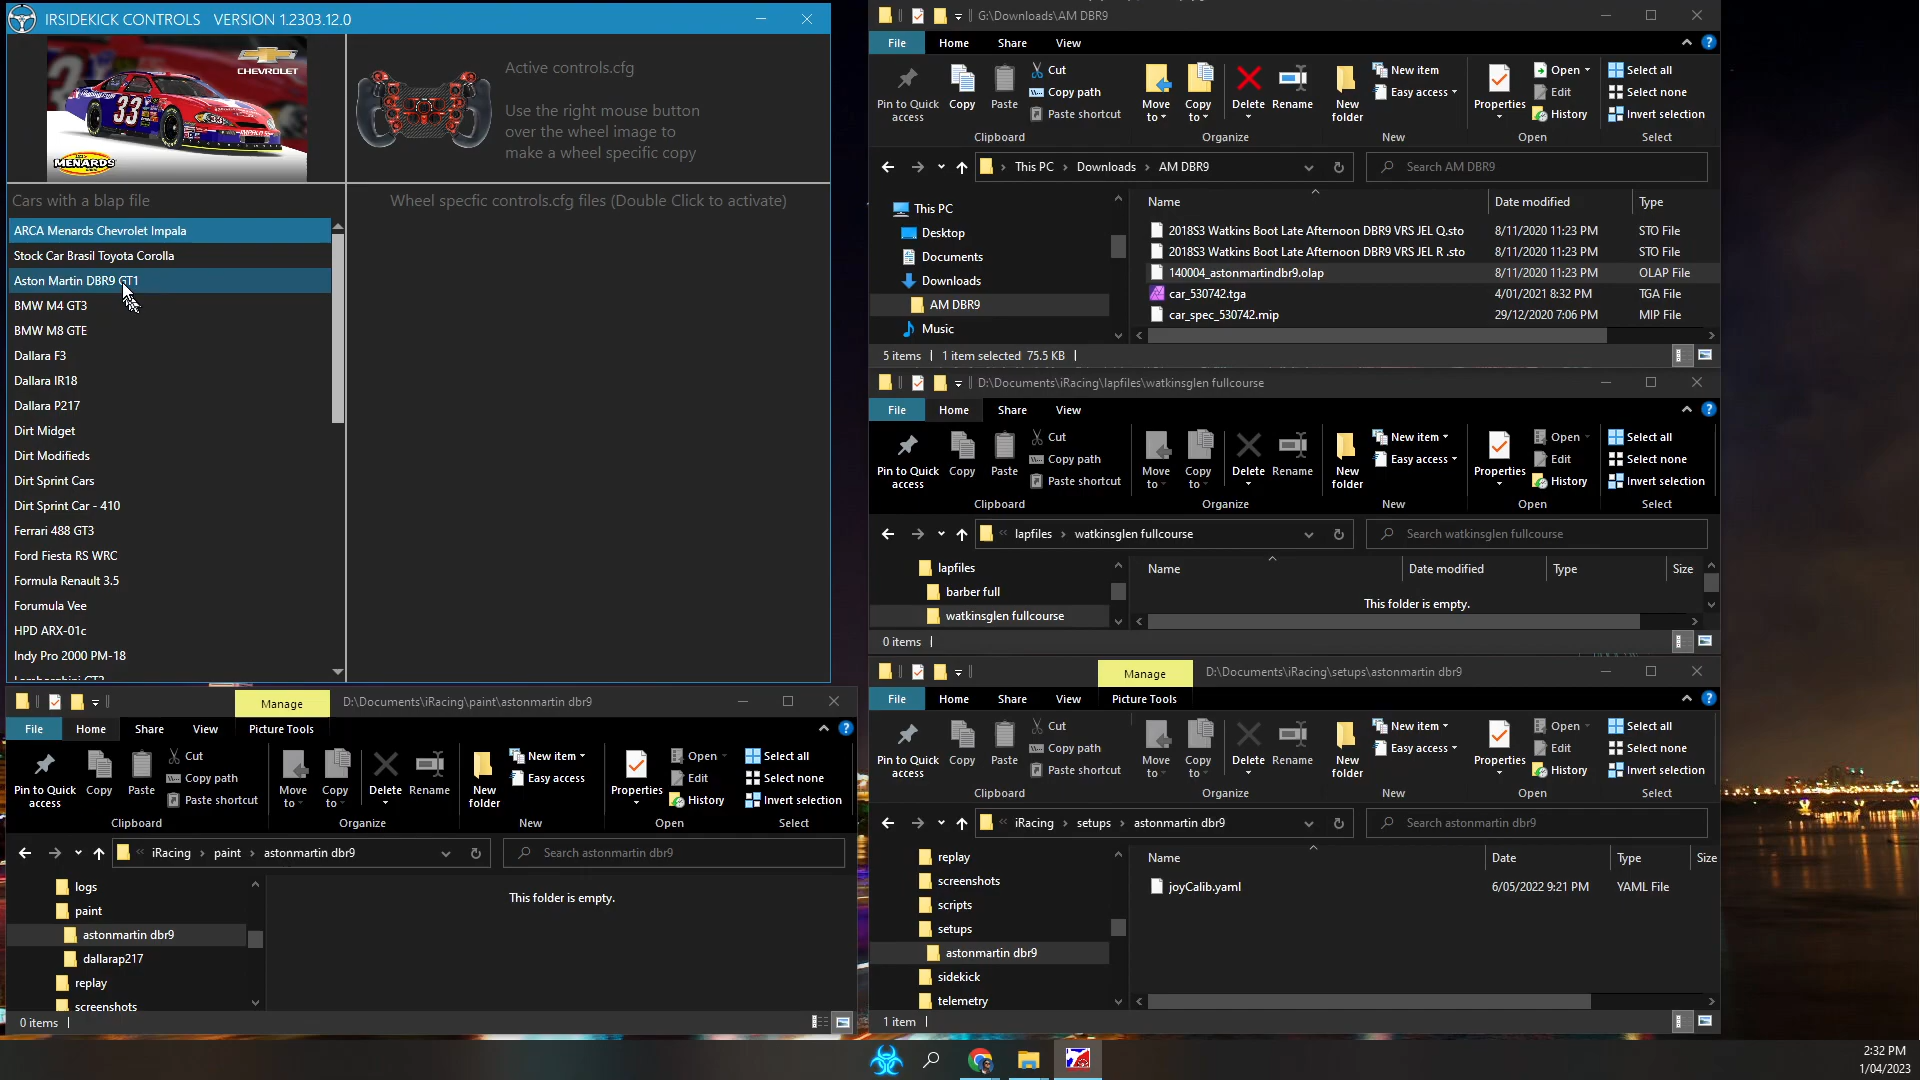 IRSIDEKICK CONTROLS VERSION 1.2303.12.0
CHEVROLET
33
MENARDS
Active controls.cfg
Use the right mouse button
over the wheel image to
make a wheel specific copy
Cars with a blap file
ARCA Menards Chevrolet Impala
Stock Car Brasil Toyota Corolla
Aston Martin DBR9 GT1
BMW M4 GT3
BMW M8 GTE
Dallara F3
Dallara IR18
Dallara P217
Dirt Midget
Dirt Modifieds
Dirt Sprint Cars
Dirt Sprint Car - 410
Ferrari 488 GT3
Ford Fiesta RS WRC
Formula Renault 3.5
Forumula Vee
HPD ARX-01c
Indy Pro 2000 PM-18
Lamborghini GT3
Wheel specfic controls.cfg files (Double Click to activate)
G:\Downloads\AM DBR9
File Home Share View
Pin to Quick access
Copy
Paste
Cut
Copy path
Paste shortcut
Clipboard
Move to
Copy to
Delete
Rename
Organize
New folder
New item
Easy access
New
Properties
Open
Edit
History
Open
Select all
Select none
Invert selection
Select
This PC Downloads AM DBR9
Search AM DBR9
This PC
Desktop
Documents
Downloads
AM DBR9
Music
Name Date modified Type
2018S3 Watkins Boot Late Afternoon DBR9 VRS JEL Q.sto 8/11/2020 11:23 PM STO File
2018S3 Watkins Boot Late Afternoon DBR9 VRS JEL R .sto 8/11/2020 11:23 PM STO File
140004_astonmartindbr9.olap 8/11/2020 11:23 PM OLAP File
car_530742.tga 4/01/2021 8:32 PM TGA File
car_spec_530742.mip 29/12/2020 7:06 PM MIP File
5 items 1 item selected 75.5 KB
D:\Documents\iRacing\lapfiles\watkinsglen fullcourse
File Home Share View
Pin to Quick access
Copy
Paste
Cut
Copy path
Paste shortcut
Clipboard
Move to
Copy to
Delete
Rename
Organize
New folder
New item
Easy access
New
Properties
Open
Edit
History
Open
Select all
Select none
Invert selection
Select
lapfiles watkinsglen fullcourse
Search watkinsglen fullcourse
lapfiles
barber full
watkinsglen fullcourse
Name Date modified Type Size
This folder is empty.
0 items
Manage D:\Documents\iRacing\setups\astonmartin dbr9
File Home Share View Picture Tools
Pin to Quick access
Copy
Paste
Cut
Copy path
Paste shortcut
Clipboard
Move to
Copy to
Delete
Rename
Organize
New folder
New item
Easy access
New
Properties
Open
Edit
History
Open
Select all
Select none
Invert selection
Select
iRacing setups astonmartin dbr9
Search astonmartin dbr9
replay
screenshots
scripts
setups
astonmartin dbr9
sidekick
telemetry
Name Date Type Size
joyCalib.yaml 6/05/2022 9:21 PM YAML File
1 item
Manage D:\Documents\iRacing\paint\astonmartin dbr9
File Home Share View Picture Tools
Pin to Quick access
Copy
Paste
Cut
Copy path
Paste shortcut
Clipboard
Move to
Copy to
Delete
Rename
Organize
New folder
New item
Easy access
New
Properties
Open
Edit
History
Open
Select all
Select none
Invert selection
Select
iRacing paint astonmartin dbr9
Search astonmartin dbr9
logs
paint
astonmartin dbr9
dallarap217
replay
screenshots
This folder is empty.
0 items
2:32 PM
1/04/2023